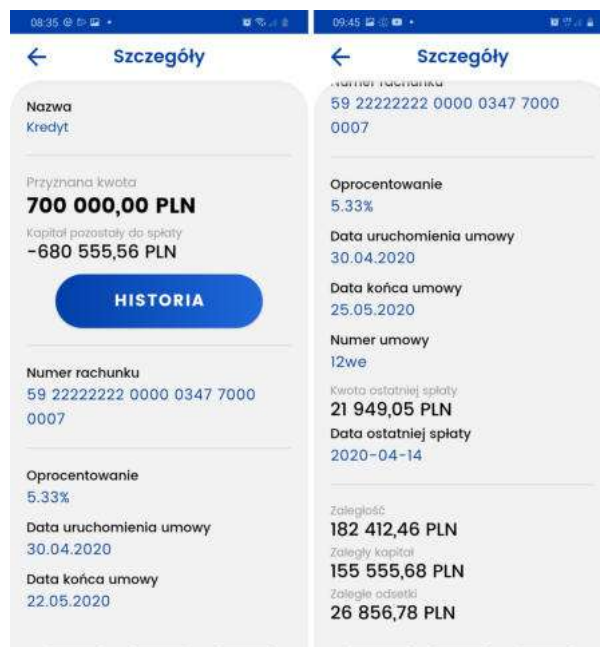 08:35
Szczegóły
Nazwa
Kredyt
Przyznana kwota
700 000,00 PLN
Kapitał pozostały do spłaty
-680 555,56 PLN
HISTORIA
Numer rachunku
59 22222222 0000 0347 7000
0007
Oprocentowanie
5.33%
Data uruchomienia umowy
30.04.2020
Data końca umowy
22.05.2020
09:45
Szczegóły
Numer rachunku
59 22222222 0000 0347 7000
0007
Oprocentowanie
5.33%
Data uruchomienia umowy
30.04.2020
Data końca umowy
25.05.2020
Numer umowy
12we
Kwota ostatniej spłaty
21 949,05 PLN
Data ostatniej spłaty
2020-04-14
Zaległość
182 412,46 PLN
Zaległy kapitał
155 555,68 PLN
Zaległe odsetki
26 856,78 PLN